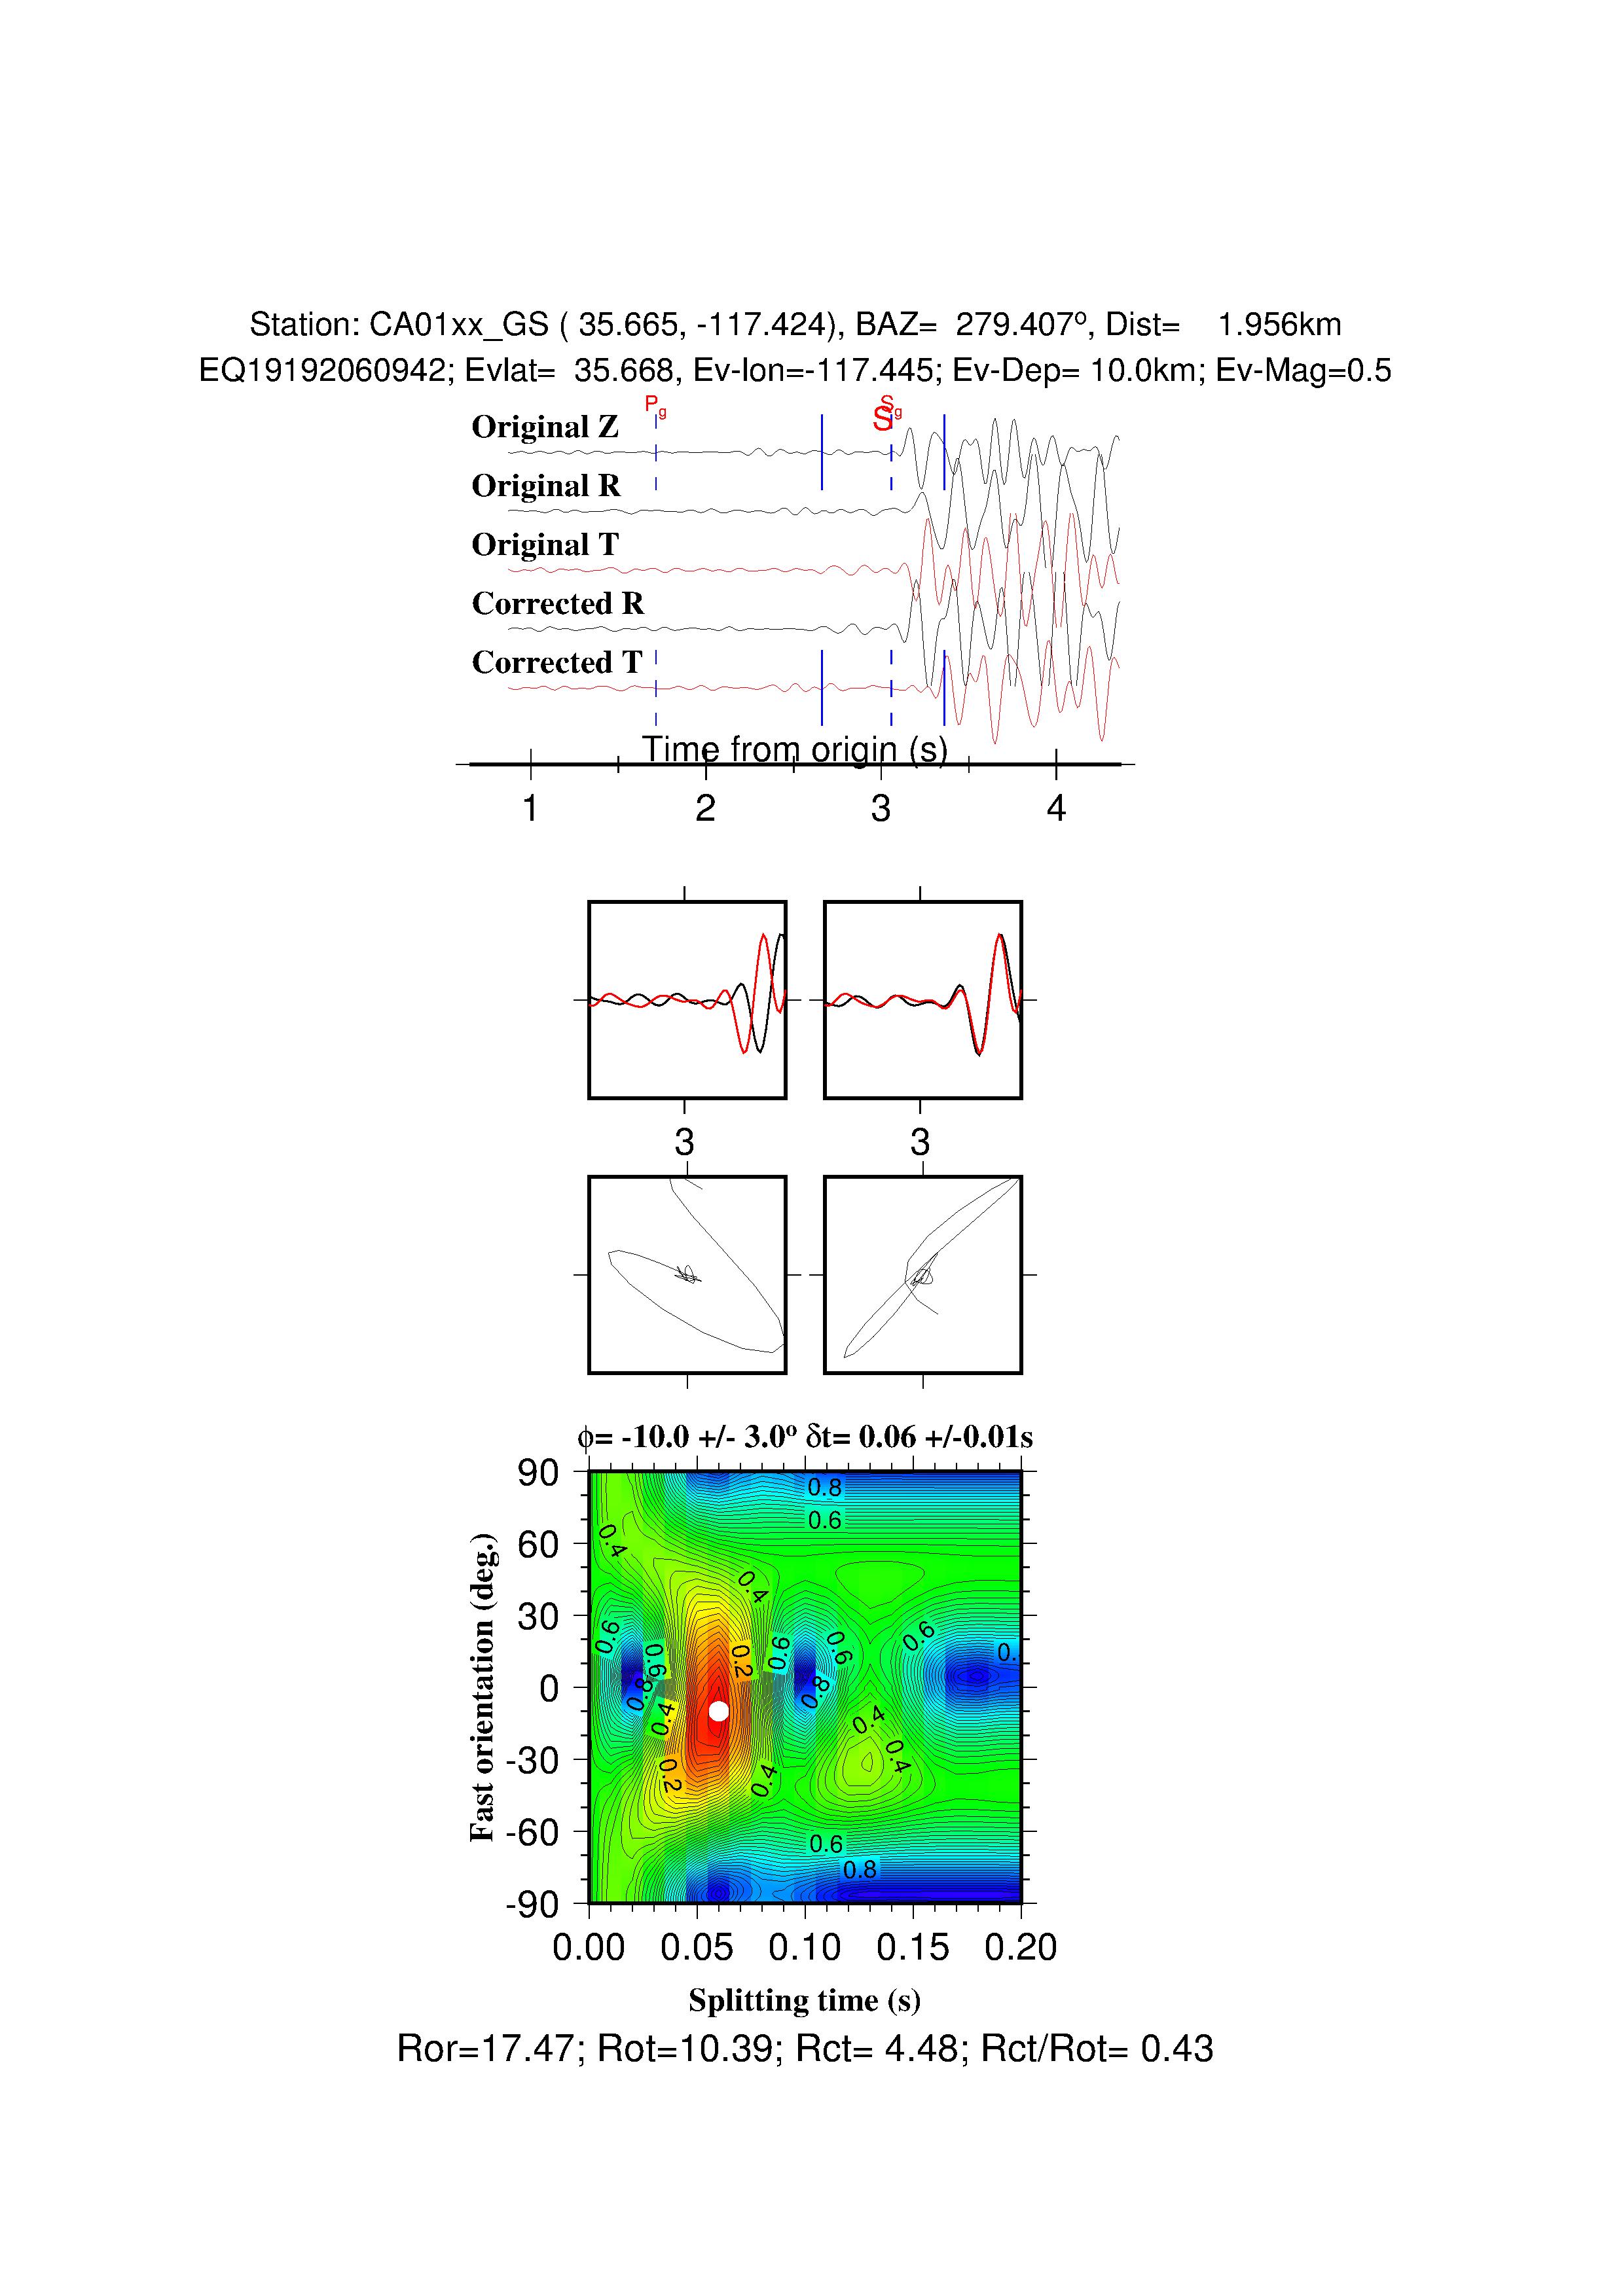 Station: CA01xx_GS ( 35.665, -117.424), BAZ= 279.407º, Dist= 1.956km
EQ19192060942; Evlat= 35.668, Ev-lon=-117.445; Ev-Dep= 10.0km; Ev-Mag=0.5
Pg
Sg
S
Original Z
Original R
Original T
Corrected R
Corrected T
Time from origin (s)
1 2 3 4
3 3
ϕ= -10.0 +/- 3.0º δt= 0.06 +/-0.01s
Fast orientation (deg.)
90
60
30
0
-30
-60
-90
0.8
0.6
0.4
0.4
0.6
0.6
0.8
0.4
0.2
0.6
0.6
0.8
0.6
0.
0.2
0.4
0.4
0.4
0.6
0.8
0.00 0.05 0.10 0.15 0.20
Splitting time (s)
Ror=17.47; Rot=10.39; Rct= 4.48; Rct/Rot= 0.43